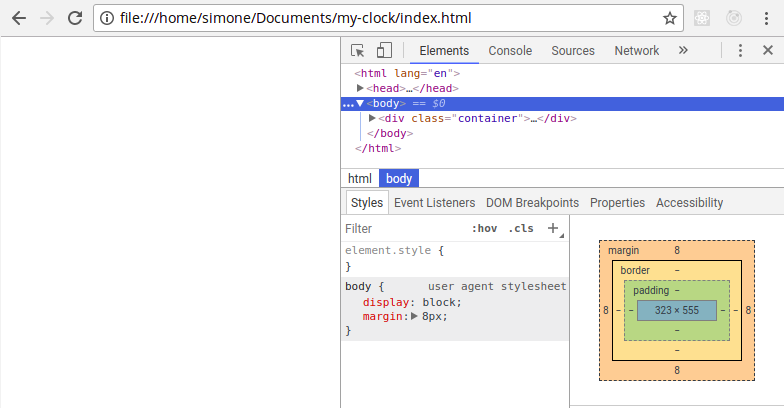 file:///home/simone/Documents/my-clock/index.html
Elements Console Sources Network »
<html lang="en">
▶<head>…</head>
…▼<body> == $0
▶<div class="container">…</div>
</body>
</html>
html body
Styles Event Listeners DOM Breakpoints Properties Accessibility
Filter :hov .cls +
element.style {
}
body { user agent stylesheet
display: block;
margin:▶ 8px;
}
margin 8
border –
padding –
8 – – 323 × 555 – – 8
–
–
8